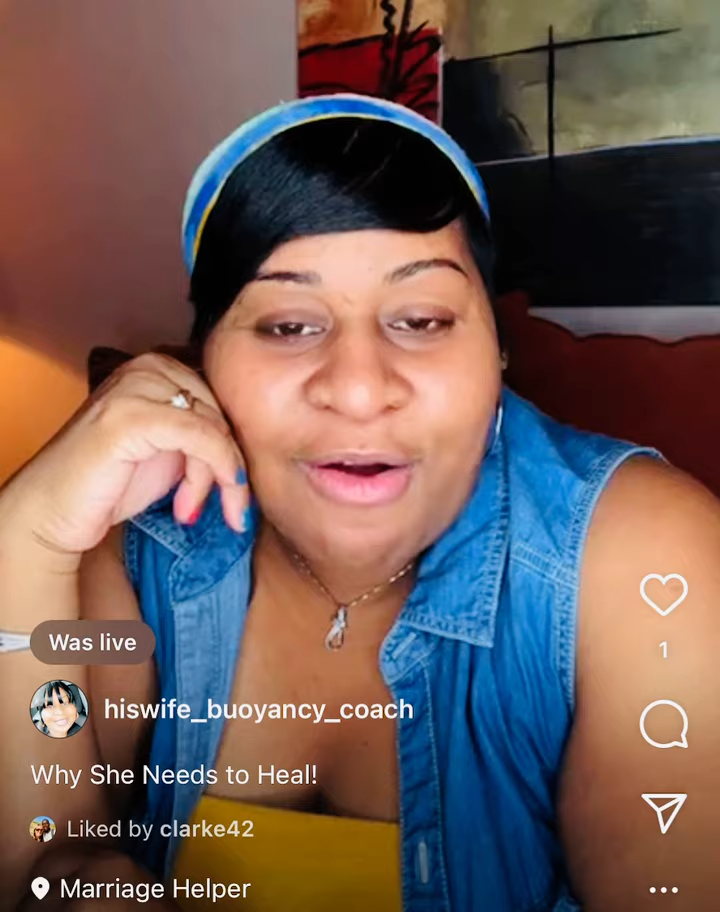 Was live
hiswife_buoyancy_coach
Why She Needs to Heal!
Liked by clarke42
Marriage Helper
1